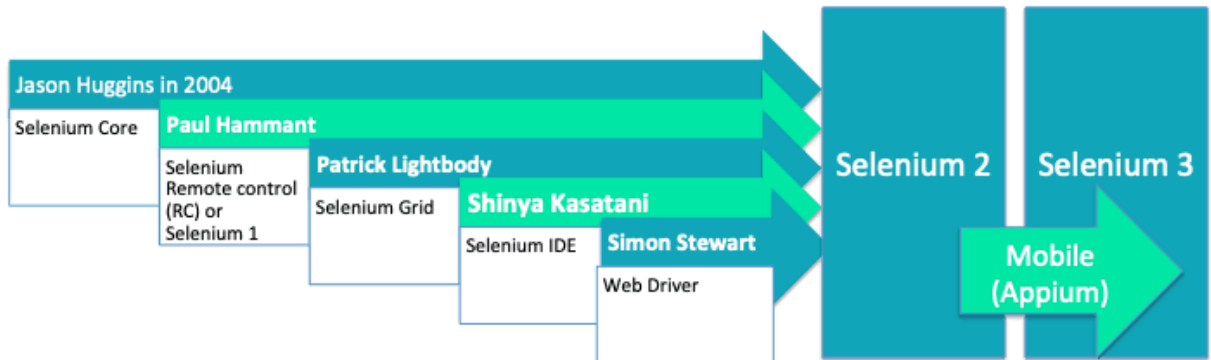 Jason Huggins in 2004
Selenium Core
Paul Hammant
Selenium
Remote control
(RC) or
Selenium 1
Patrick Lightbody
Selenium Grid
Shinya Kasatani
Selenium IDE
Simon Stewart
Web Driver
Selenium 2
Selenium 3
Mobile
(Appium)